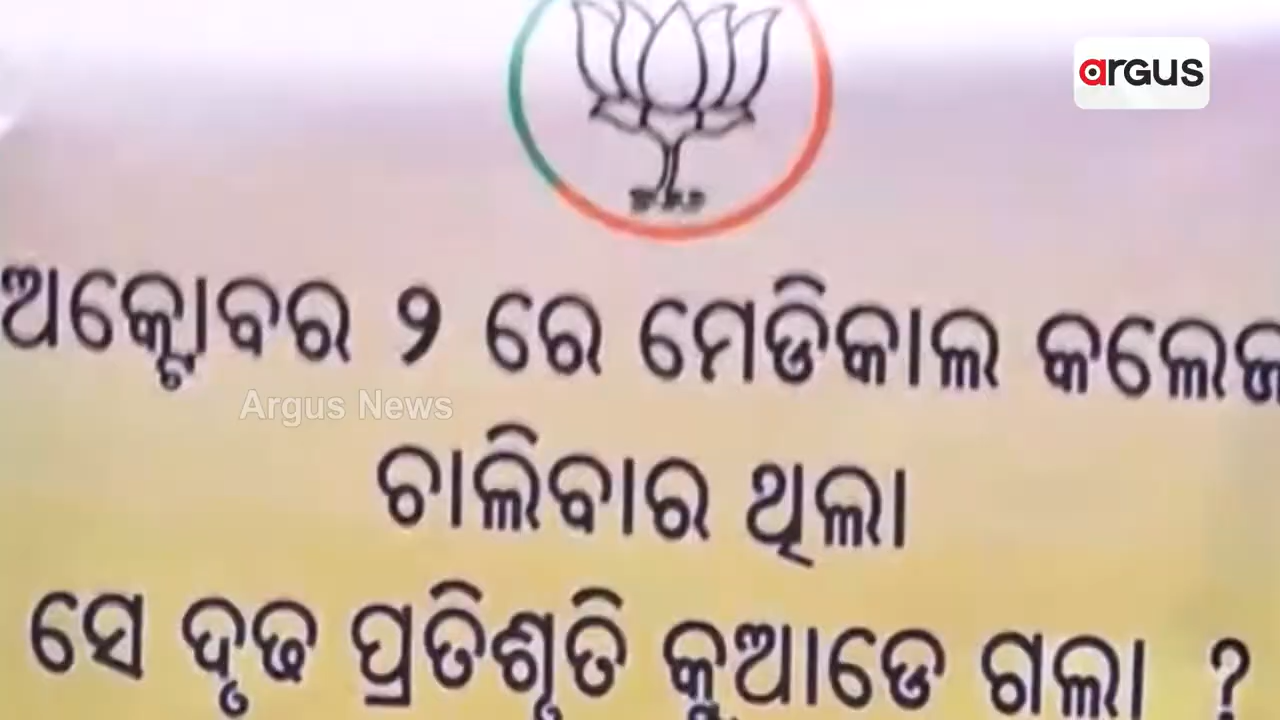 argus
ଅକ୍ଟୋବର ୨ ରେ ମେଡିକାଲ କଲେଜ
Argus News
ଚାଲିବାର ଥିଲା
ସେ ଦୃଢ ପ୍ରତିଶୃତି କୁଆଡେ ଗଲା ?